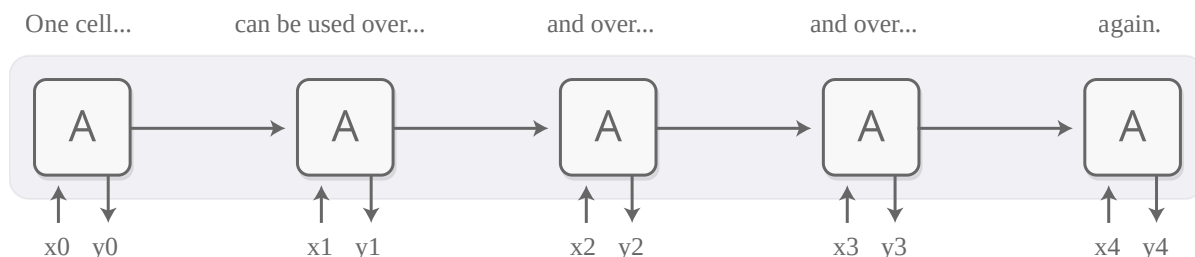 One cell... can be used over... and over... and over... again.
A A A A A
x0 y0 x1 y1 x2 y2 x3 y3 x4 y4